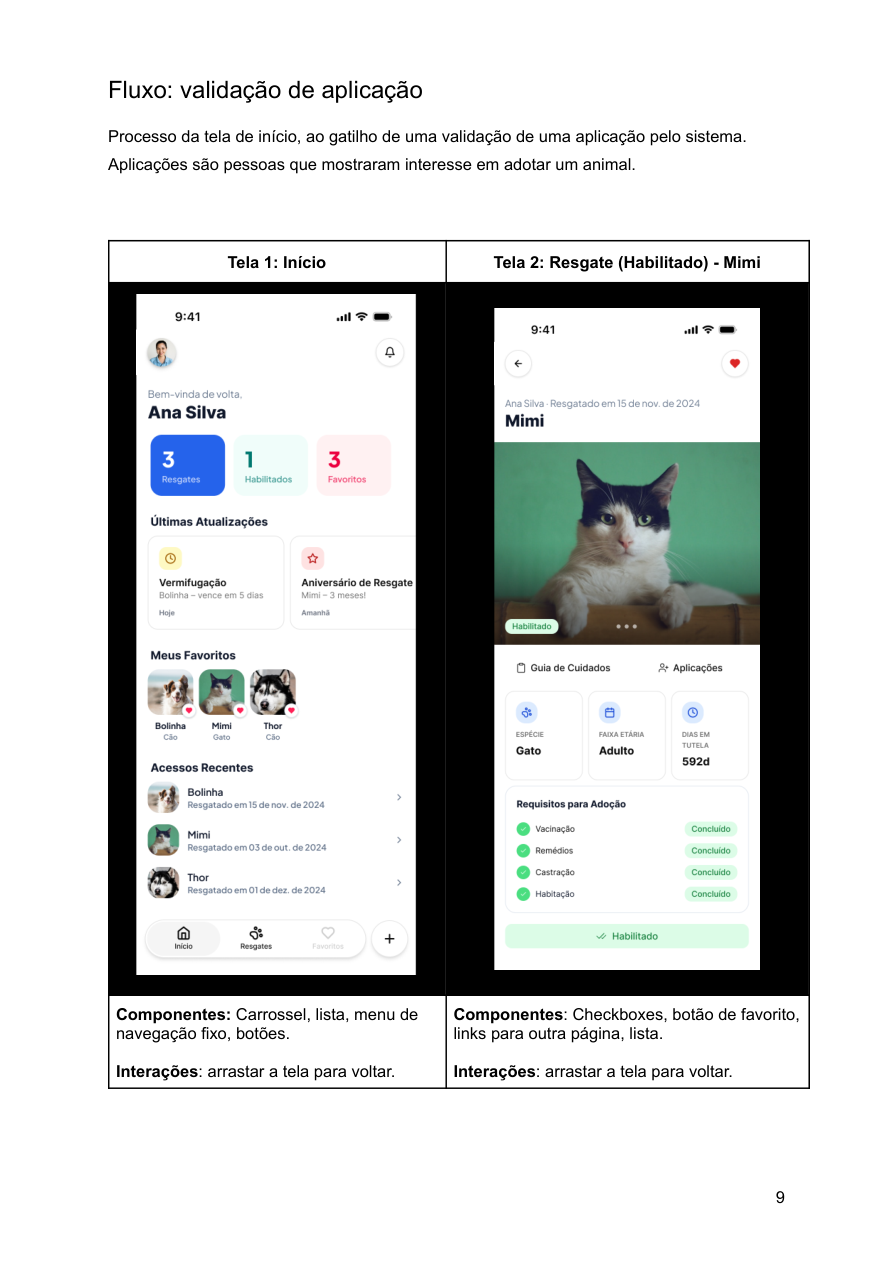 Fluxo: validação de aplicação
Processo da tela de início, ao gatilho de uma validação de uma aplicação pelo sistema.
Aplicações são pessoas que mostraram interesse em adotar um animal.
Tela 1: Início
Tela 2: Resgate (Habilitado) - Mimi
9:41
Bem-vinda de volta,
Ana Silva
3
Resgates
1
Habilitados
3
Favoritos
Últimas Atualizações
Vermifugação
Bolinha – vence em 5 dias
Hoje
Aniversário de Resgate
Mimi – 3 meses!
Amanhã
Meus Favoritos
Bolinha
Cão
Mimi
Gato
Thor
Cão
Acessos Recentes
Bolinha
Resgatado em 15 de nov. de 2024
Mimi
Resgatado em 03 de out. de 2024
Thor
Resgatado em 01 de dez. de 2024
Início
Resgates
Favoritos
9:41
Ana Silva · Resgatado em 15 de nov. de 2024
Mimi
Habilitado
Guia de Cuidados
Aplicações
ESPÉCIE
Gato
FAIXA ETÁRIA
Adulto
DIAS EM
TUTELA
592d
Requisitos para Adoção
Vacinação
Concluído
Remédios
Concluído
Castração
Concluído
Habitação
Concluído
Habilitado
Componentes: Carrossel, lista, menu de
navegação fixo, botões.
Interações: arrastar a tela para voltar.
Componentes: Checkboxes, botão de favorito,
links para outra página, lista.
Interações: arrastar a tela para voltar.
9